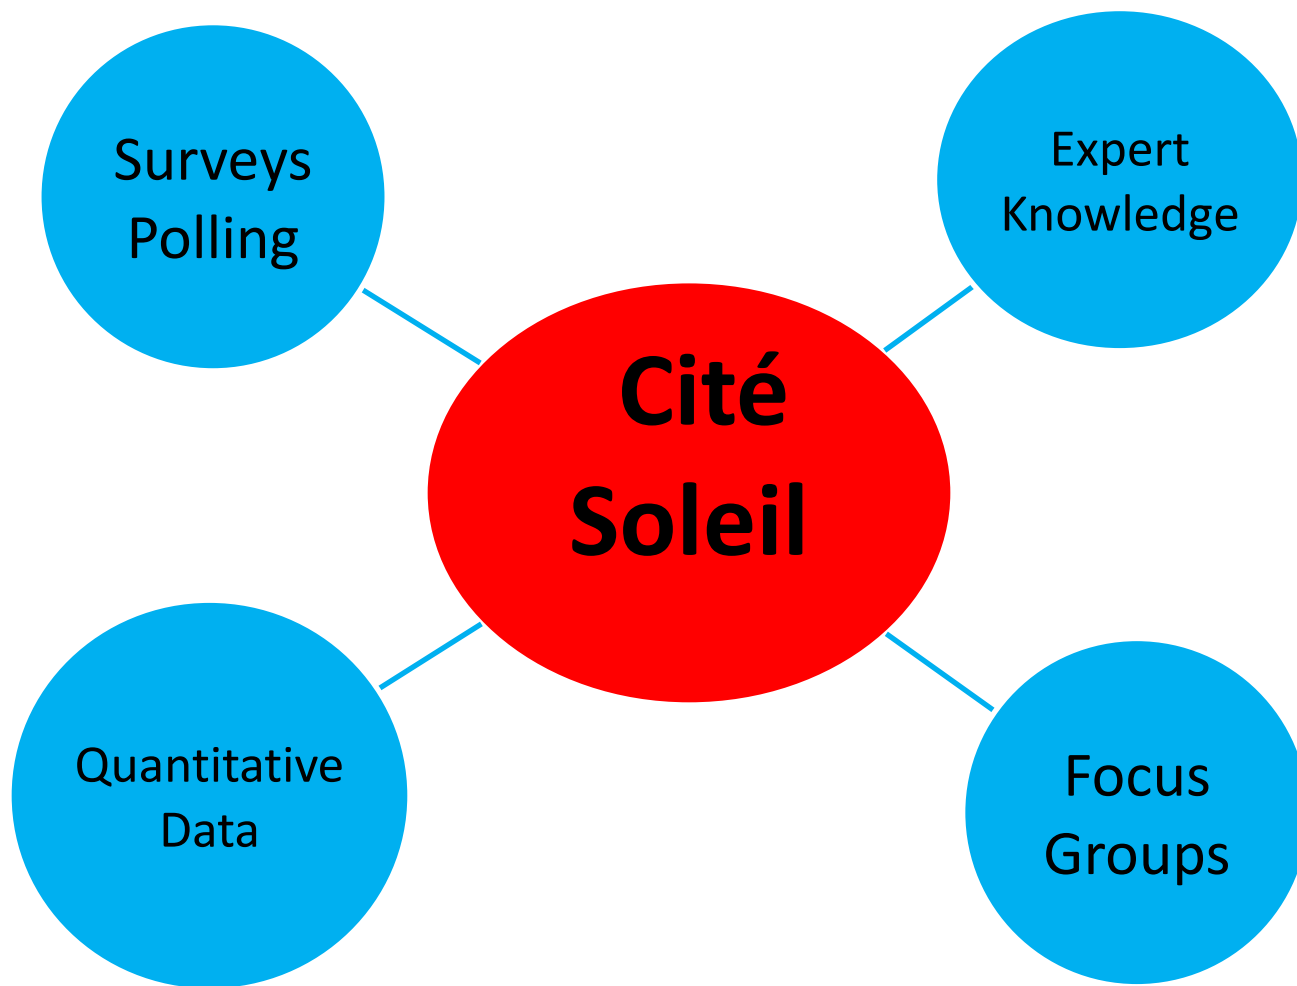 Surveys
Polling
Expert
Knowledge
Cité
Soleil
Quantitative
Data
Focus
Groups